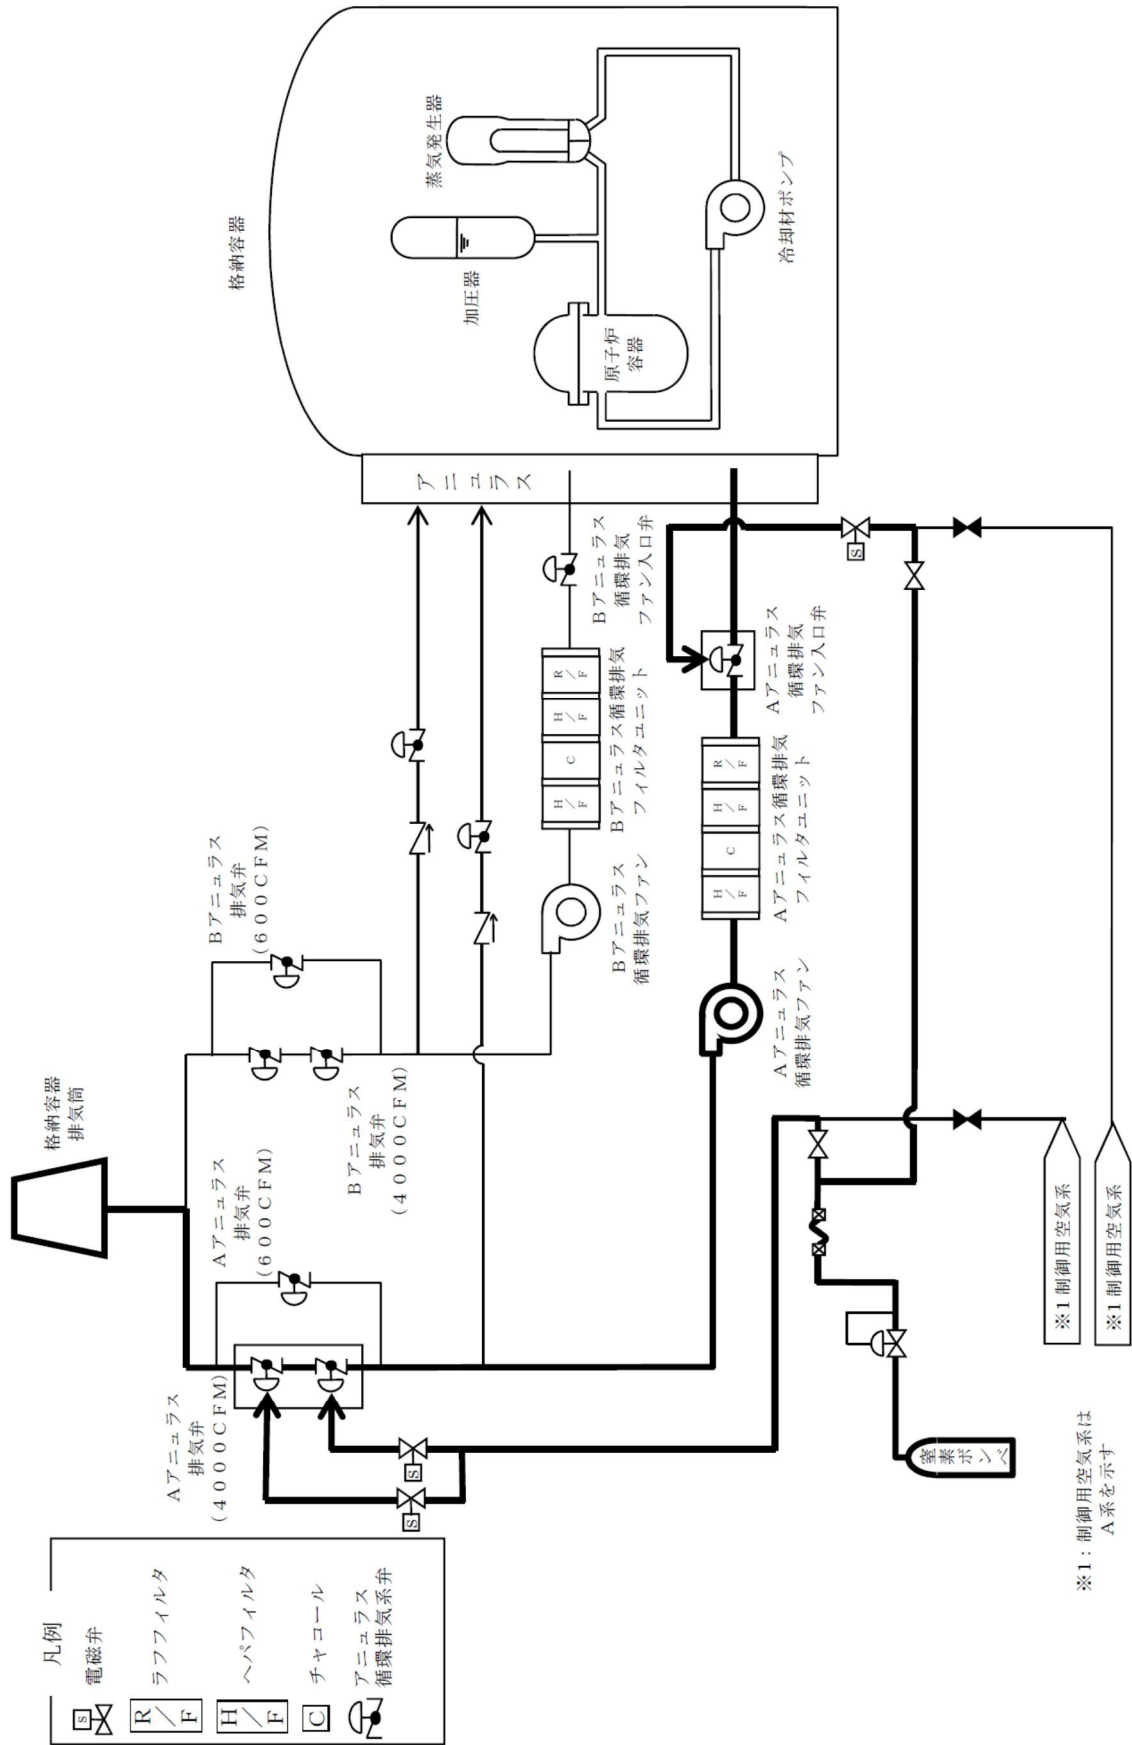 格納容器
排気筒
Aアニュラス
排気弁
(4000CFM)
Aアニュラス
排気弁
(600CFM)
Bアニュラス
排気弁
(4000CFM)
Bアニュラス
排気弁
(600CFM)
格納容器
加圧器
蒸気発生器
原子炉
容器
冷却材ポンプ
アニュラス
Bアニュラス
循環排気ファン
H/F
C
H/F
R/F
Bアニュラス循環排気
フィルタユニット
Bアニュラス
循環排気
ファン入口弁
Aアニュラス
循環排気ファン
H/F
C
H/F
R/F
Aアニュラス循環排気
フィルタユニット
Aアニュラス
循環排気
ファン入口弁
S
S
S
窒素ボンベ
※1 制御用空気系
※1 制御用空気系
※1：制御用空気系は
A系を示す
凡例
S
電磁弁
R/F
ラフフィルタ
H/F
ヘパフィルタ
C
チャコール
アニュラス
循環排気系弁